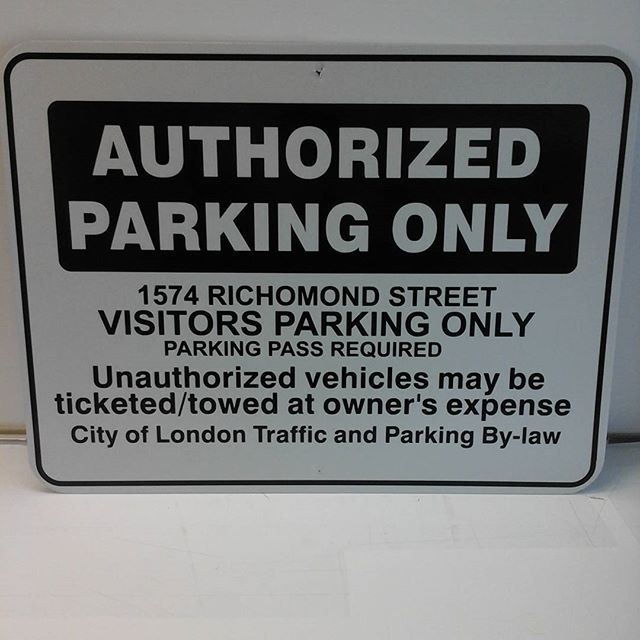 AUTHORIZED
PARKING ONLY
1574 RICHOMOND STREET
VISITORS PARKING ONLY
PARKING PASS REQUIRED
Unauthorized vehicles may be
ticketed/towed at owner's expense
City of London Traffic and Parking By-law